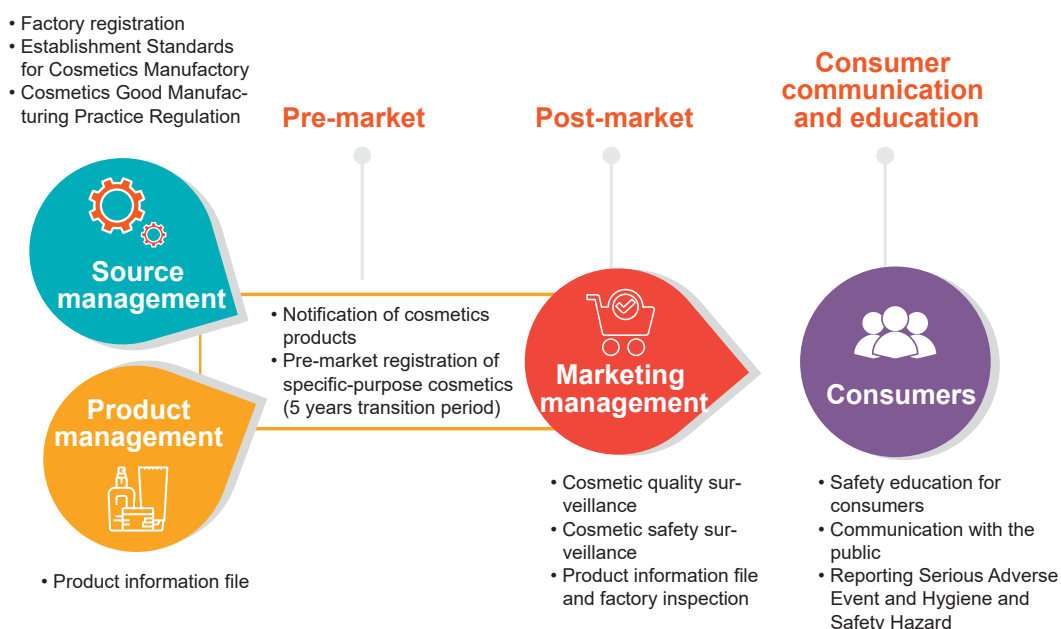 • Factory registration
• Establishment Standards
for Cosmetics Manufactory
• Cosmetics Good Manufac-
turing Practice Regulation
Pre-market
Post-market
Consumer
communication
and education
Source
management
• Notification of cosmetics
products
• Pre-market registration of
specific-purpose cosmetics
(5 years transition period)
Product
management
• Product information file
Marketing
management
• Cosmetic quality sur-
veillance
• Cosmetic safety sur-
veillance
• Product information file
and factory inspection
Consumers
• Safety education for
consumers
• Communication with the
public
• Reporting Serious Adverse
Event and Hygiene and
Safety Hazard